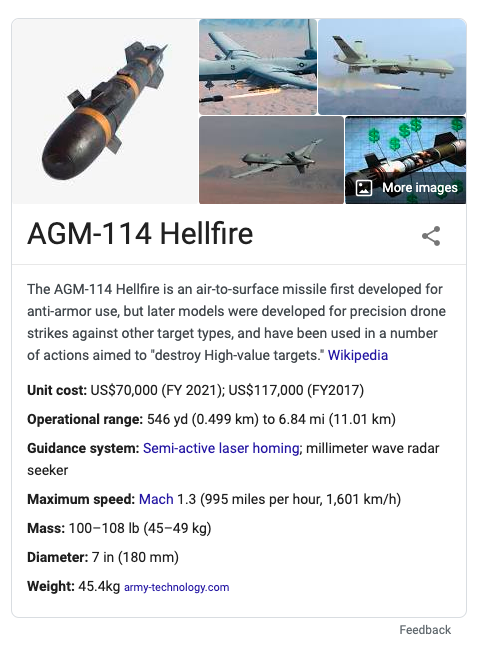 More images
AGM-114 Hellfire
The AGM-114 Hellfire is an air-to-surface missile first developed for
anti-armor use, but later models were developed for precision drone
strikes against other target types, and have been used in a number
of actions aimed to "destroy High-value targets." Wikipedia
Unit cost: US$70,000 (FY 2021); US$117,000 (FY2017)
Operational range: 546 yd (0.499 km) to 6.84 mi (11.01 km)
Guidance system: Semi-active laser homing; millimeter wave radar
seeker
Maximum speed: Mach 1.3 (995 miles per hour, 1,601 km/h)
Mass: 100–108 lb (45–49 kg)
Diameter: 7 in (180 mm)
Weight: 45.4kg army-technology.com
Feedback